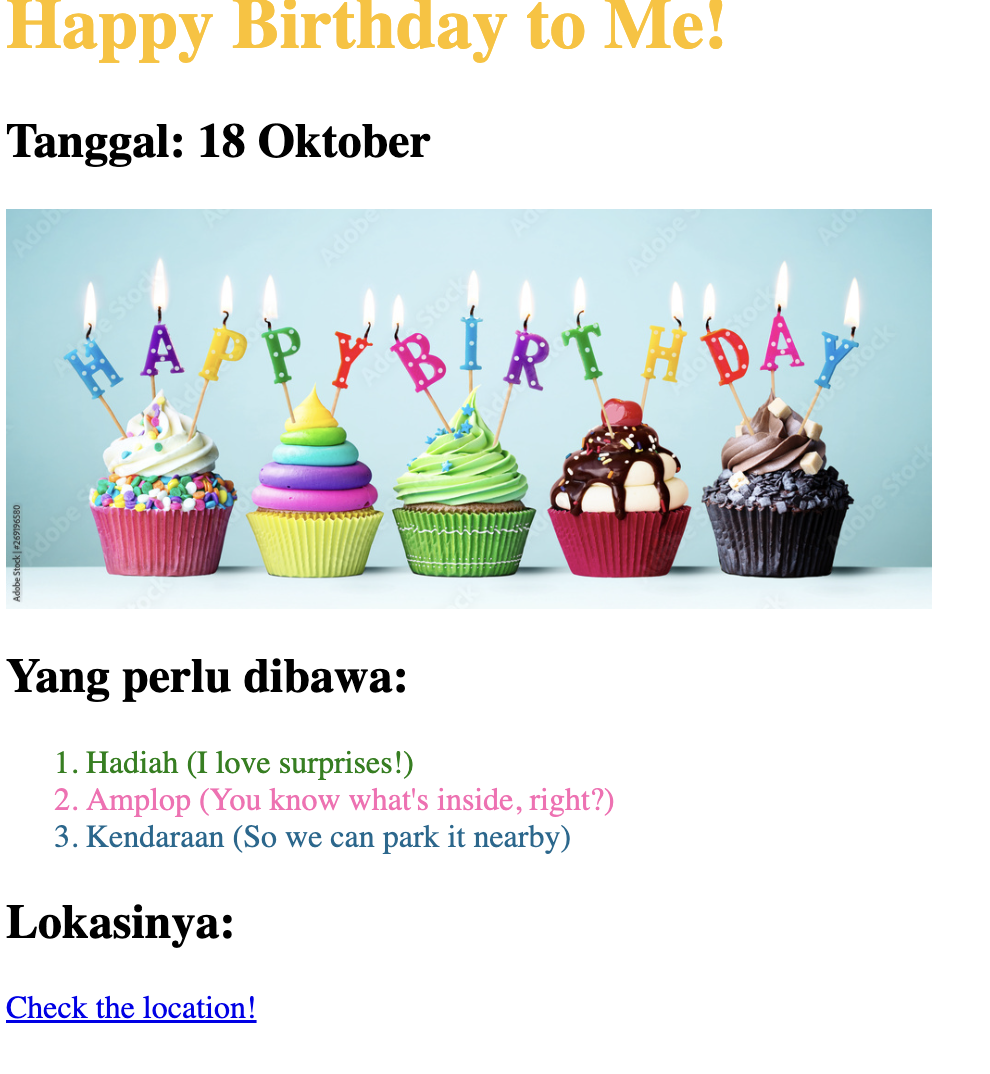 Happy Birthday to Me!
Tanggal: 18 Oktober
HAPPY BIRTHDAY
Adobe Stock | #269196580
Yang perlu dibawa:
1. Hadiah (I love surprises!)
2. Amplop (You know what's inside, right?)
3. Kendaraan (So we can park it nearby)
Lokasinya:
Check the location!